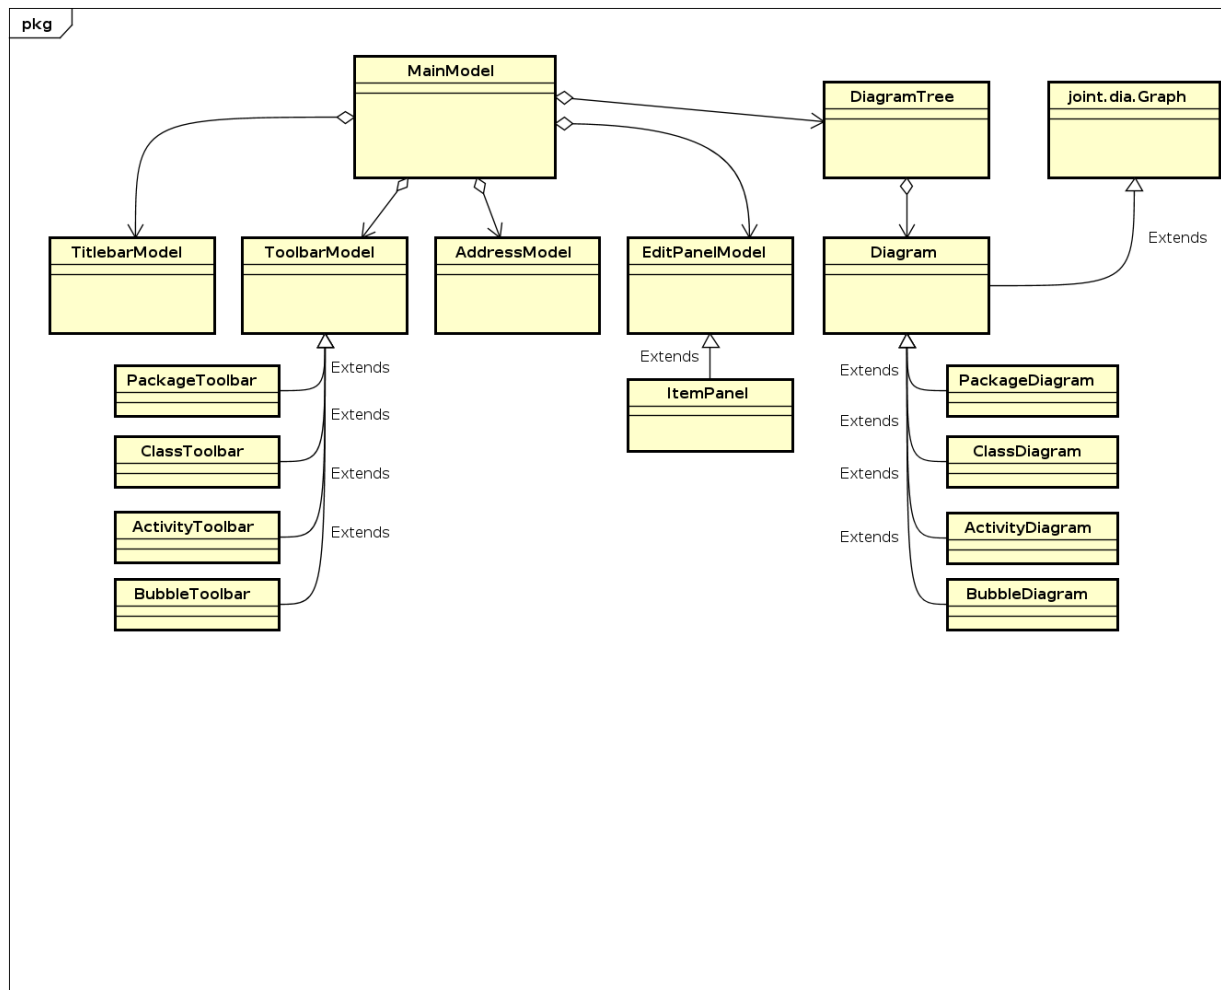 pkg
MainModel
DiagramTree
joint.dia.Graph
TitlebarModel
ToolbarModel
AddressModel
EditPanelModel
Diagram
Extends
Extends
PackageToolbar
Extends
ClassToolbar
Extends
ActivityToolbar
Extends
BubbleToolbar
Extends
ItemPanel
Extends
PackageDiagram
Extends
ClassDiagram
Extends
ActivityDiagram
Extends
BubbleDiagram